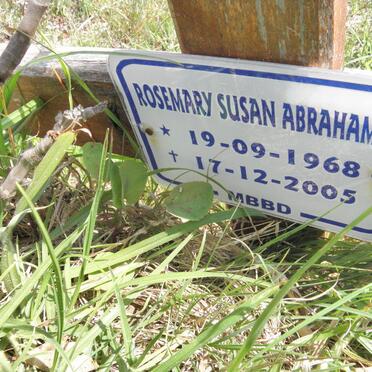 ROSEMARY SUSAN ABRAHAM
★ 19-09-1968
✝ 17-12-2005
MBBD